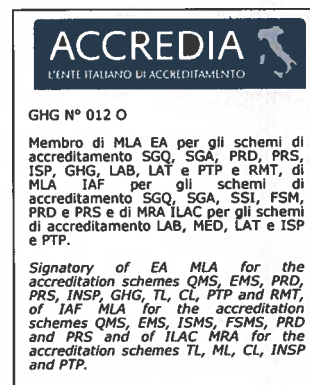 ACCREDIA
L'ENTE ITALIANO DI ACCREDITAMENTO
GHG N° 012 O
Membro di MLA EA per gli schemi di
accreditamento SGQ, SGA, PRD, PRS,
ISP, GHG, LAB, LAT e PTP e RMT, di
MLA IAF per gli schemi di
accreditamento SGQ, SGA, SSI, FSM,
PRD e PRS e di MRA ILAC per gli schemi
di accreditamento LAB, MED, LAT e ISP
e PTP.
Signatory of EA MLA for the
accreditation schemes QMS, EMS, PRD,
PRS, INSP, GHG, TL, CL, PTP and RMT,
of IAF MLA for the accreditation
schemes QMS, EMS, ISMS, FSMS, PRD
and PRS and of ILAC MRA for the
accreditation schemes TL, ML, CL, INSP
and PTP.